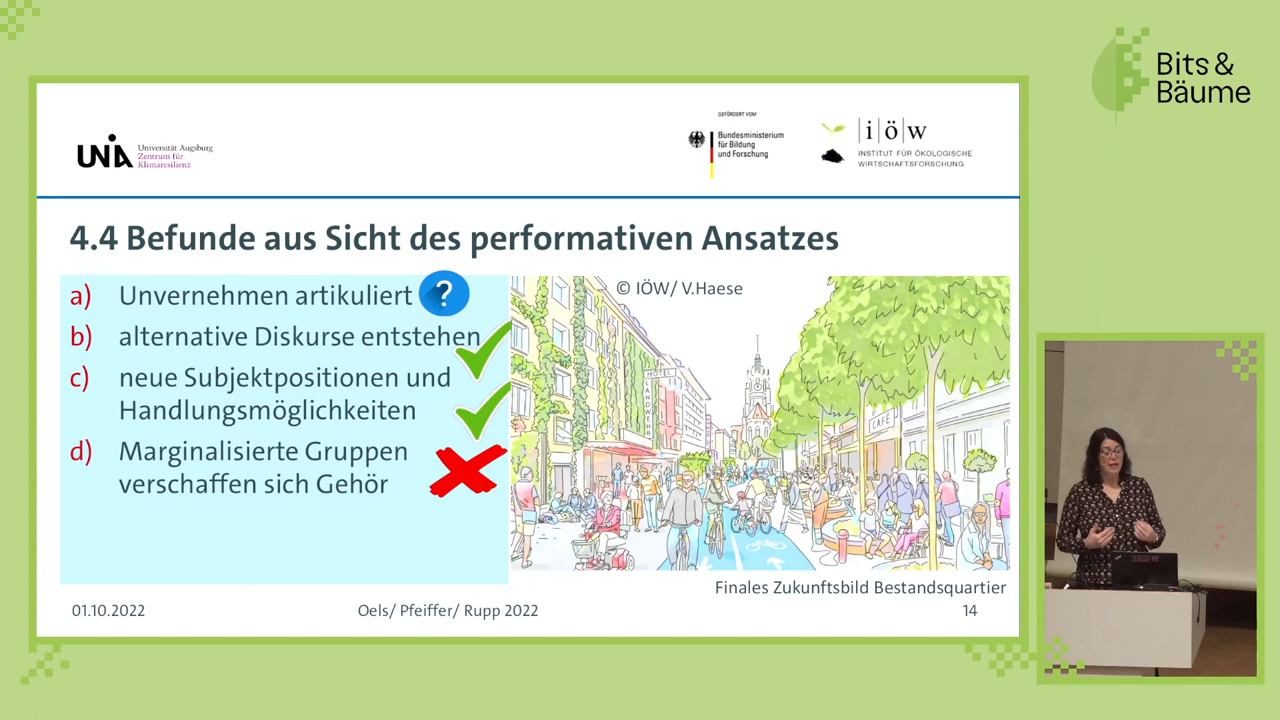 Bits &
Bäume
UNIA
Universität Augsburg
Zentrum für
Klimaresilienz
GEFÖRDERT VOM
Bundesministerium
für Bildung
und Forschung
i ö w
INSTITUT FÜR ÖKOLOGISCHE
WIRTSCHAFTSFORSCHUNG
4.4 Befunde aus Sicht des performativen Ansatzes
a) Unvernehmen artikuliert
?
b) alternative Diskurse entstehen
c) neue Subjektpositionen und
Handlungsmöglichkeiten
d) Marginalisierte Gruppen
verschaffen sich Gehör
© IÖW/ V.Haese
HOTEL
CAFE
Finales Zukunftsbild Bestandsquartier
01.10.2022
Oels/ Pfeiffer/ Rupp 2022
14